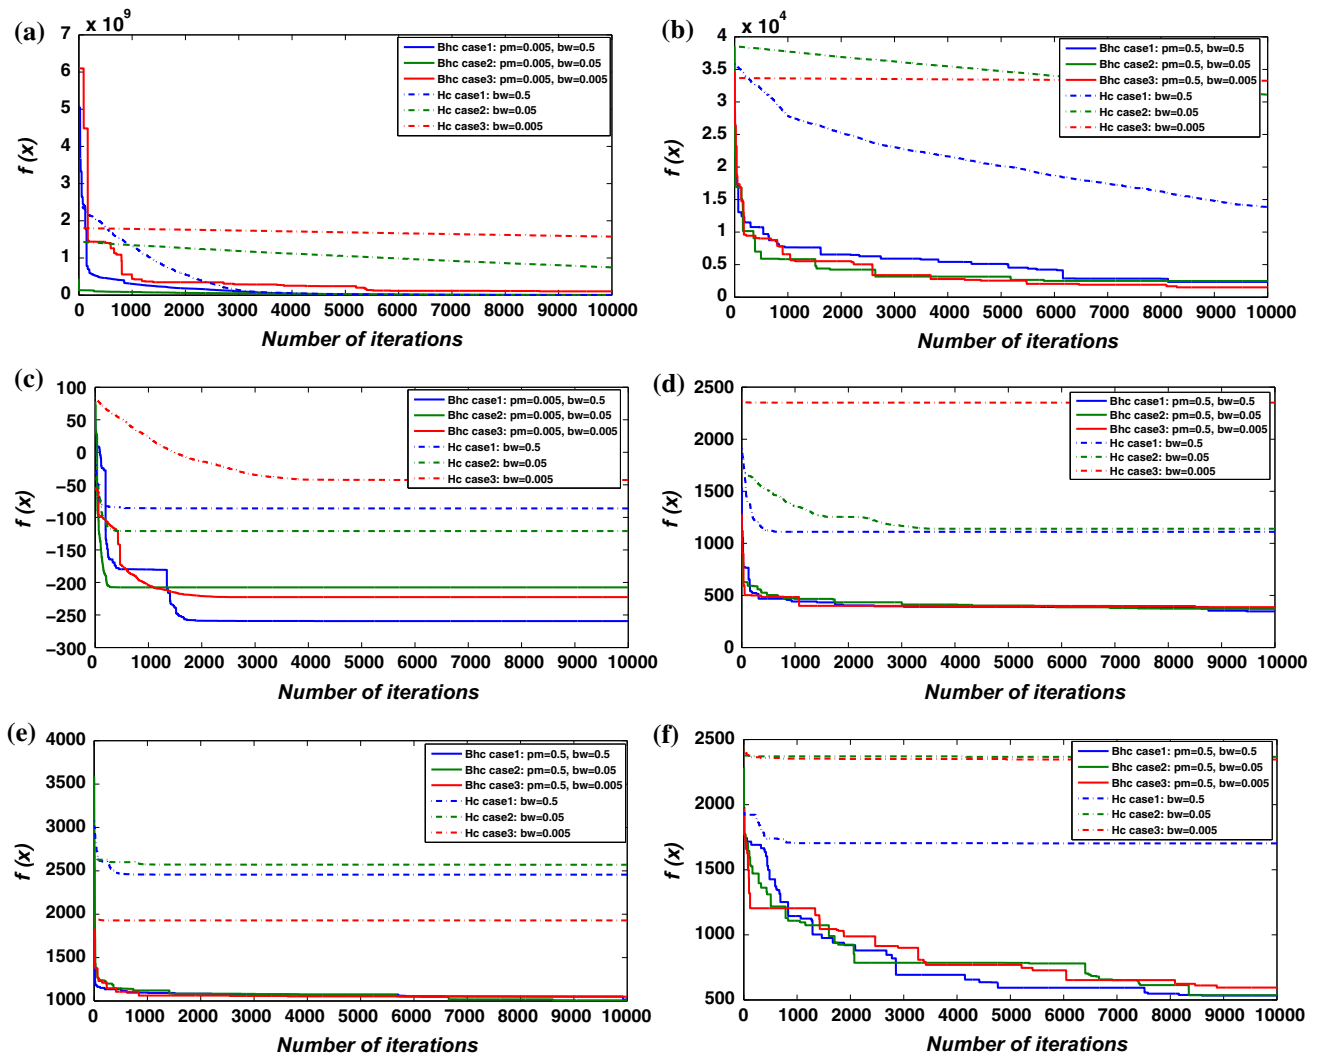 (a)
× 10^9
7
6
5
4
3
2
1
0
f (x)
0 1000 2000 3000 4000 5000 6000 7000 8000 9000 10000
Number of iterations
Bhc case1: pm=0.005, bw=0.5
Bhc case2: pm=0.005, bw=0.05
Bhc case3: pm=0.005, bw=0.005
Hc case1: bw=0.5
Hc case2: bw=0.05
Hc case3: bw=0.005
(b)
x 10^4
4
3.5
3
2.5
2
1.5
1
0.5
0
f (x)
0 1000 2000 3000 4000 5000 6000 7000 8000 9000 10000
Number of iterations
Bhc case1: pm=0.5, bw=0.5
Bhc case2: pm=0.5, bw=0.05
Bhc case3: pm=0.5, bw=0.005
Hc case1: bw=0.5
Hc case2: bw=0.05
Hc case3: bw=0.005
(c)
100
50
0
−50
−100
−150
−200
−250
−300
f (x)
0 1000 2000 3000 4000 5000 6000 7000 8000 9000 10000
Number of iterations
Bhc case1: pm=0.005, bw=0.5
Bhc case2: pm=0.005, bw=0.05
Bhc case3: pm=0.005, bw=0.005
Hc case1: bw=0.5
Hc case2: bw=0.05
Hc case3: bw=0.005
(d)
2500
2000
1500
1000
500
0
f (x)
0 1000 2000 3000 4000 5000 6000 7000 8000 9000 10000
Number of iterations
Bhc case1: pm=0.5, bw=0.5
Bhc case2: pm=0.5, bw=0.05
Bhc case3: pm=0.5, bw=0.005
Hc case1: bw=0.5
Hc case2: bw=0.05
Hc case3: bw=0.005
(e)
4000
3500
3000
2500
2000
1500
1000
f (x)
0 1000 2000 3000 4000 5000 6000 7000 8000 9000 10000
Number of iterations
Bhc case1: pm=0.5, bw=0.5
Bhc case2: pm=0.5, bw=0.05
Bhc case3: pm=0.5, bw=0.005
Hc case1: bw=0.5
Hc case2: bw=0.05
Hc case3: bw=0.005
(f)
2500
2000
1500
1000
500
f (x)
0 1000 2000 3000 4000 5000 6000 7000 8000 9000 10000
Number of iterations
Bhc case1: pm=0.5, bw=0.5
Bhc case2: pm=0.5, bw=0.05
Bhc case3: pm=0.5, bw=0.005
Hc case1: bw=0.5
Hc case2: bw=0.05
Hc case3: bw=0.005